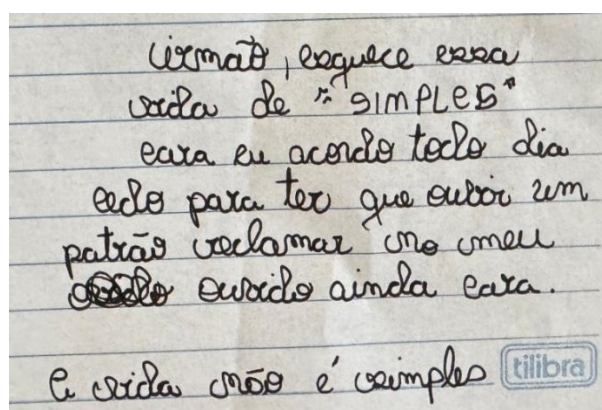 irmão, esquece essa
vida de "SIMPLES"
cara eu acordo todo dia
cedo para ter que ouvir um
patrão reclamar no meu
ouvido ainda cara.
a vida não é simples tilibra